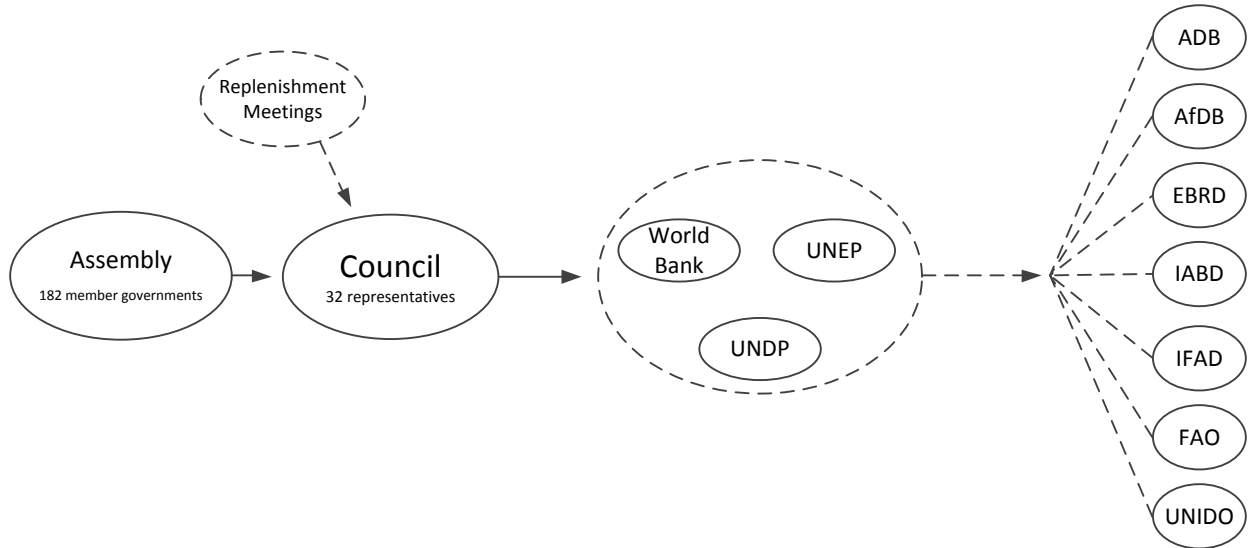 Replenishment
Meetings
Assembly
182 member governments
Council
32 representatives
World
Bank
UNEP
UNDP
ADB
AfDB
EBRD
IABD
IFAD
FAO
UNIDO